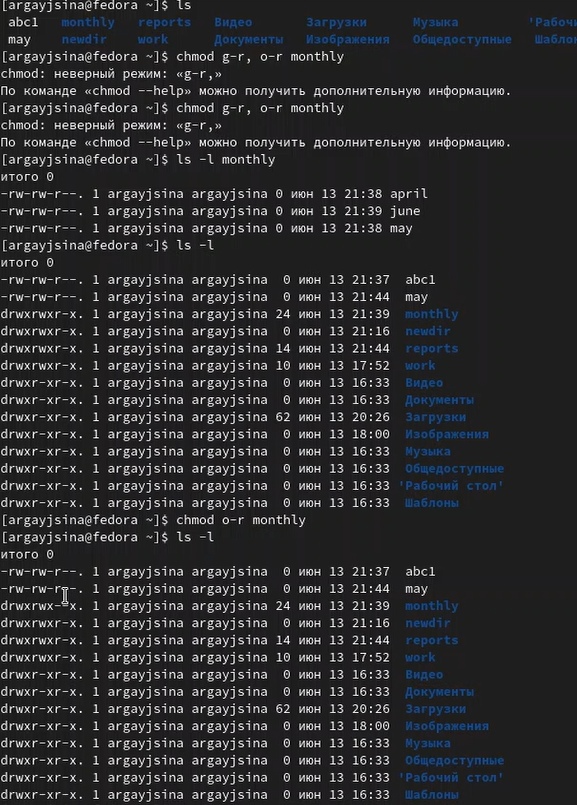 [argayjsina@fedora ~]$ ls
abc1 monthly reports Видео Загрузки Музыка
may newdir work Документы Изображения Общедоступные
[argayjsina@fedora ~]$ chmod g-r, o-r monthly
chmod: неверный режим: «g-r,»
По команде «chmod --help» можно получить дополнительную информацию.
[argayjsina@fedora ~]$ chmod g-r, o-r monthly
chmod: неверный режим: «g-r,»
По команде «chmod --help» можно получить дополнительную информацию.
[argayjsina@fedora ~]$ ls -l monthly
итого 0
-rw-rw-r--. 1 argayjsina argayjsina 0 июн 13 21:38 april
-rw-rw-r--. 1 argayjsina argayjsina 0 июн 13 21:39 june
-rw-rw-r--. 1 argayjsina argayjsina 0 июн 13 21:38 may
[argayjsina@fedora ~]$ ls -l
итого 0
-rw-rw-r--. 1 argayjsina argayjsina 0 июн 13 21:37 abc1
-rw-rw-r--. 1 argayjsina argayjsina 0 июн 13 21:44 may
drwxrwxr-x. 1 argayjsina argayjsina 24 июн 13 21:39 monthly
drwxrwxr-x. 1 argayjsina argayjsina 0 июн 13 21:16 newdir
drwxrwxr-x. 1 argayjsina argayjsina 14 июн 13 21:44 reports
drwxrwxr-x. 1 argayjsina argayjsina 10 июн 13 17:52 work
drwxr-xr-x. 1 argayjsina argayjsina 0 июн 13 16:33 Видео
drwxr-xr-x. 1 argayjsina argayjsina 0 июн 13 16:33 Документы
drwxr-xr-x. 1 argayjsina argayjsina 62 июн 13 20:26 Загрузки
drwxr-xr-x. 1 argayjsina argayjsina 0 июн 13 18:00 Изображения
drwxr-xr-x. 1 argayjsina argayjsina 0 июн 13 16:33 Музыка
drwxr-xr-x. 1 argayjsina argayjsina 0 июн 13 16:33 Общедоступные
drwxr-xr-x. 1 argayjsina argayjsina 0 июн 13 16:33 'Рабочий стол'
drwxr-xr-x. 1 argayjsina argayjsina 0 июн 13 16:33 Шаблоны
[argayjsina@fedora ~]$ chmod o-r monthly
[argayjsina@fedora ~]$ ls -l
итого 0
-rw-rw-r--. 1 argayjsina argayjsina 0 июн 13 21:37 abc1
-rw-rw-r--. 1 argayjsina argayjsina 0 июн 13 21:44 may
drwxrwx--x. 1 argayjsina argayjsina 24 июн 13 21:39 monthly
drwxrwxr-x. 1 argayjsina argayjsina 0 июн 13 21:16 newdir
drwxrwxr-x. 1 argayjsina argayjsina 14 июн 13 21:44 reports
drwxrwxr-x. 1 argayjsina argayjsina 10 июн 13 17:52 work
drwxr-xr-x. 1 argayjsina argayjsina 0 июн 13 16:33 Видео
drwxr-xr-x. 1 argayjsina argayjsina 0 июн 13 16:33 Документы
drwxr-xr-x. 1 argayjsina argayjsina 62 июн 13 20:26 Загрузки
drwxr-xr-x. 1 argayjsina argayjsina 0 июн 13 18:00 Изображения
drwxr-xr-x. 1 argayjsina argayjsina 0 июн 13 16:33 Музыка
drwxr-xr-x. 1 argayjsina argayjsina 0 июн 13 16:33 Общедоступные
drwxr-xr-x. 1 argayjsina argayjsina 0 июн 13 16:33 'Рабочий стол'
drwxr-xr-x. 1 argayjsina argayjsina 0 июн 13 16:33 Шаблоны